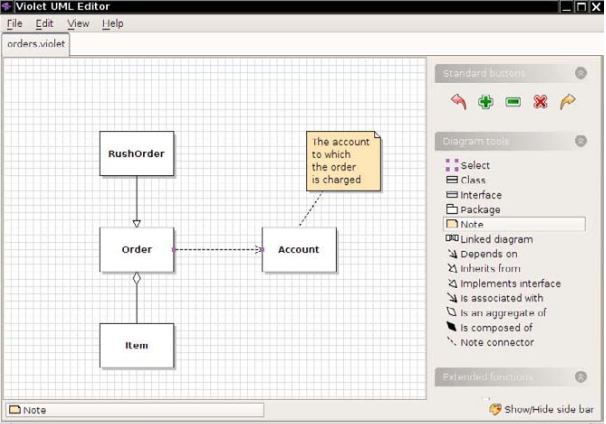 Violet UML Editor
File Edit View Help
orders.violet
Standard buttons
RushOrder
The account
to which
the order
is charged
Order
Account
Item
Diagram tools
Select
Class
Interface
Package
Note
Linked diagram
Depends on
Inherits from
Implements interface
Is associated with
Is an aggregate of
Is composed of
Note connector
Extended functions
Note
Show/Hide side bar